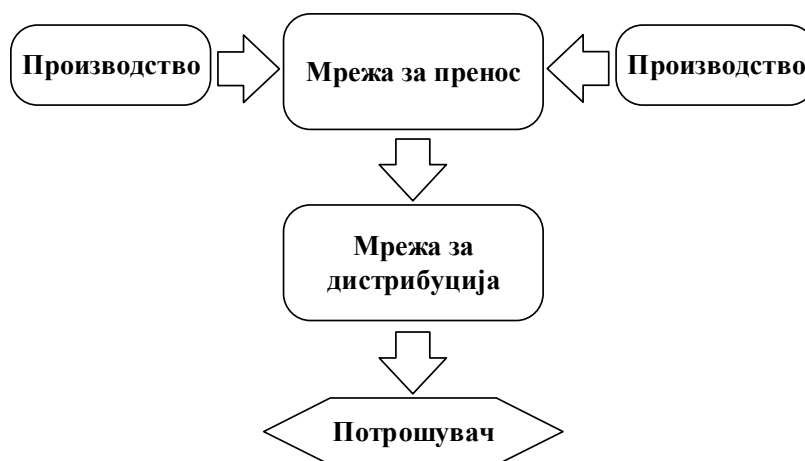 Производство
Мрежа за пренос
Производство
Мрежа за
дистрибуција
Потрошувач